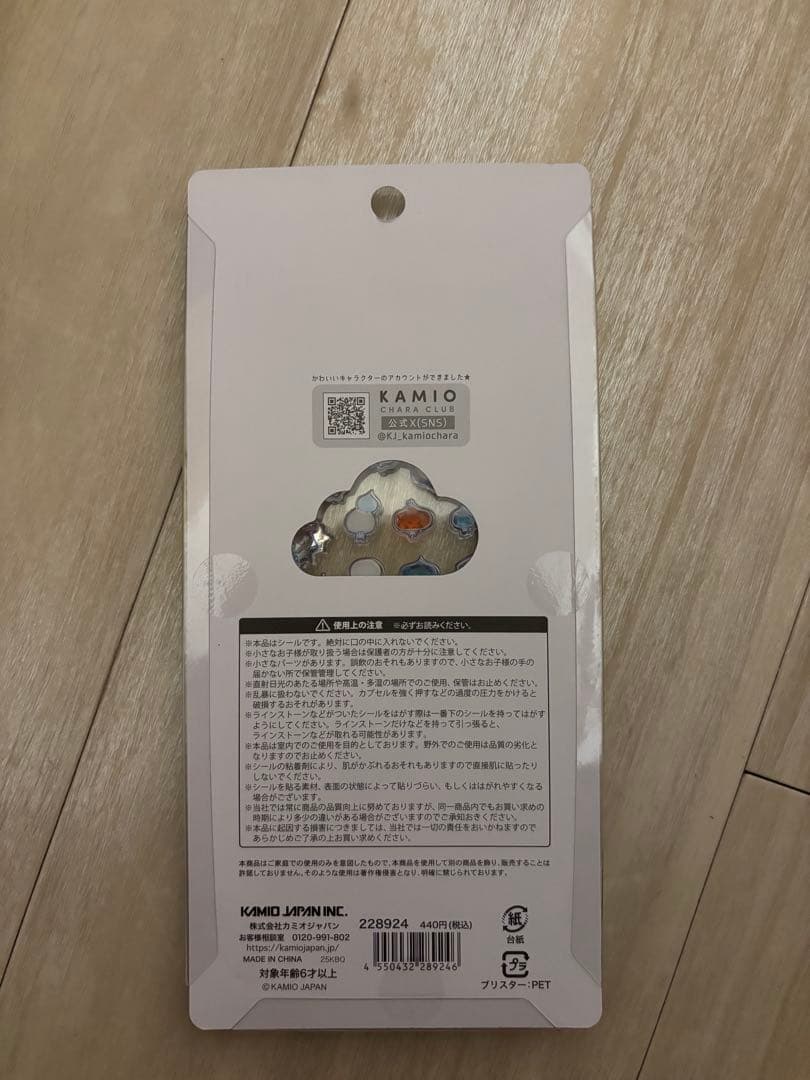 かわいいキャラクターのアカウントができました★
KAMIO
CHARA CLUB
公式X(SNS)
@KJ_kamiochara
使用上の注意 ※必ずお読みください。
※本品はシールです。絶対に口の中に入れないでください。
※小さなお子様が取り扱う場合は保護者の方が十分に注意してください。
※小さなパーツがあります。誤飲のおそれもありますので、小さなお子様の手の
届かない所で保管管理してください。
※直射日光のあたる場所や高温・多湿の場所でのご使用、保管はお止めください。
※乱暴に扱わないでください。カプセルを強く押すなどの過度の圧力をかけると
破損するおそれがあります。
※ラインストーンなどがついたシールをはがす際は一番下のシールを持ってはがす
ようにしてください。ラインストーンだけなどを持って引っ張ると、
ラインストーンなどが取れる可能性があります。
※本品は室内でのご使用を目的としております。野外でのご使用は品質の劣化と
なりますのでお止めください。
※シールの粘着剤により、肌がかぶれるおそれもありますので直接肌に貼ったり
しないでください。
※シールを貼る素材、表面の状態によって貼りづらい、もしくははがれやすくなる
場合がございます。
※当社では常に商品の品質向上に努めておりますが、同一商品内でもお買い求めの
時期により多少の違いがある場合がございますのでご承知おきください。
※本品に起因する損害につきましては、当社では一切の責任をおいかねますので
あらかじめご了承の上お買い求めください。
本商品はご家庭での使用のみを意図したもので、本商品を使用して別の商品を飾り、販売することは
許諾しておりません。そのような使用は著作権侵害となり、明確に禁じられております。
KAMIO JAPAN INC.
株式会社カミオジャパン
お客様相談室 0120-991-802
https://kamiojapan.jp/
MADE IN CHINA 25KBQ
対象年齢6才以上
©KAMIO JAPAN
228924 440円(税込)
4 550432 289246
紙
台紙
プラ
ブリスター:PET